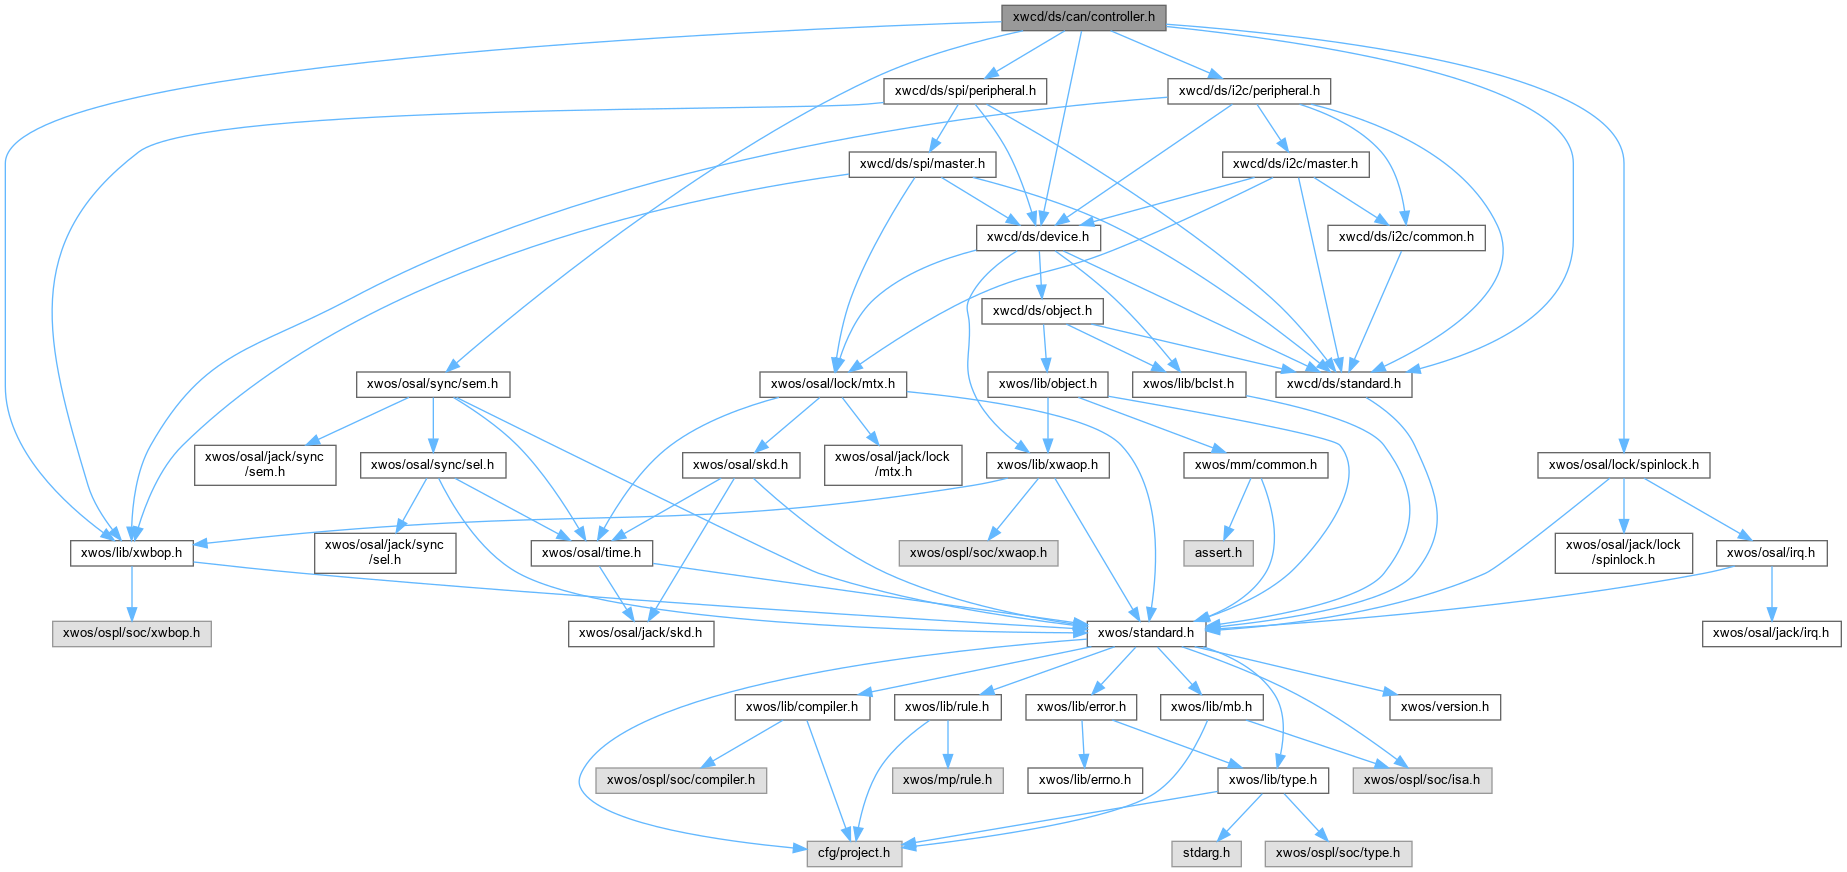 xwcd/ds/can/controller.h
xwcd/ds/spi/peripheral.h
xwcd/ds/i2c/peripheral.h
xwcd/ds/spi/master.h
xwcd/ds/i2c/master.h
xwcd/ds/device.h
xwcd/ds/i2c/common.h
xwcd/ds/object.h
xwos/osal/sync/sem.h
xwos/osal/lock/mtx.h
xwos/lib/object.h
xwos/lib/bclst.h
xwcd/ds/standard.h
xwos/osal/jack/sync
/sem.h
xwos/osal/sync/sel.h
xwos/osal/skd.h
xwos/osal/jack/lock
/mtx.h
xwos/lib/xwaop.h
xwos/mm/common.h
xwos/osal/lock/spinlock.h
xwos/lib/xwbop.h
xwos/osal/jack/sync
/sel.h
xwos/osal/time.h
xwos/ospl/soc/xwaop.h
assert.h
xwos/osal/jack/lock
/spinlock.h
xwos/osal/irq.h
xwos/ospl/soc/xwbop.h
xwos/osal/jack/skd.h
xwos/standard.h
xwos/osal/jack/irq.h
xwos/lib/compiler.h
xwos/lib/rule.h
xwos/lib/error.h
xwos/lib/mb.h
xwos/version.h
xwos/ospl/soc/compiler.h
xwos/mp/rule.h
xwos/lib/errno.h
xwos/lib/type.h
xwos/ospl/soc/isa.h
cfg/project.h
stdarg.h
xwos/ospl/soc/type.h